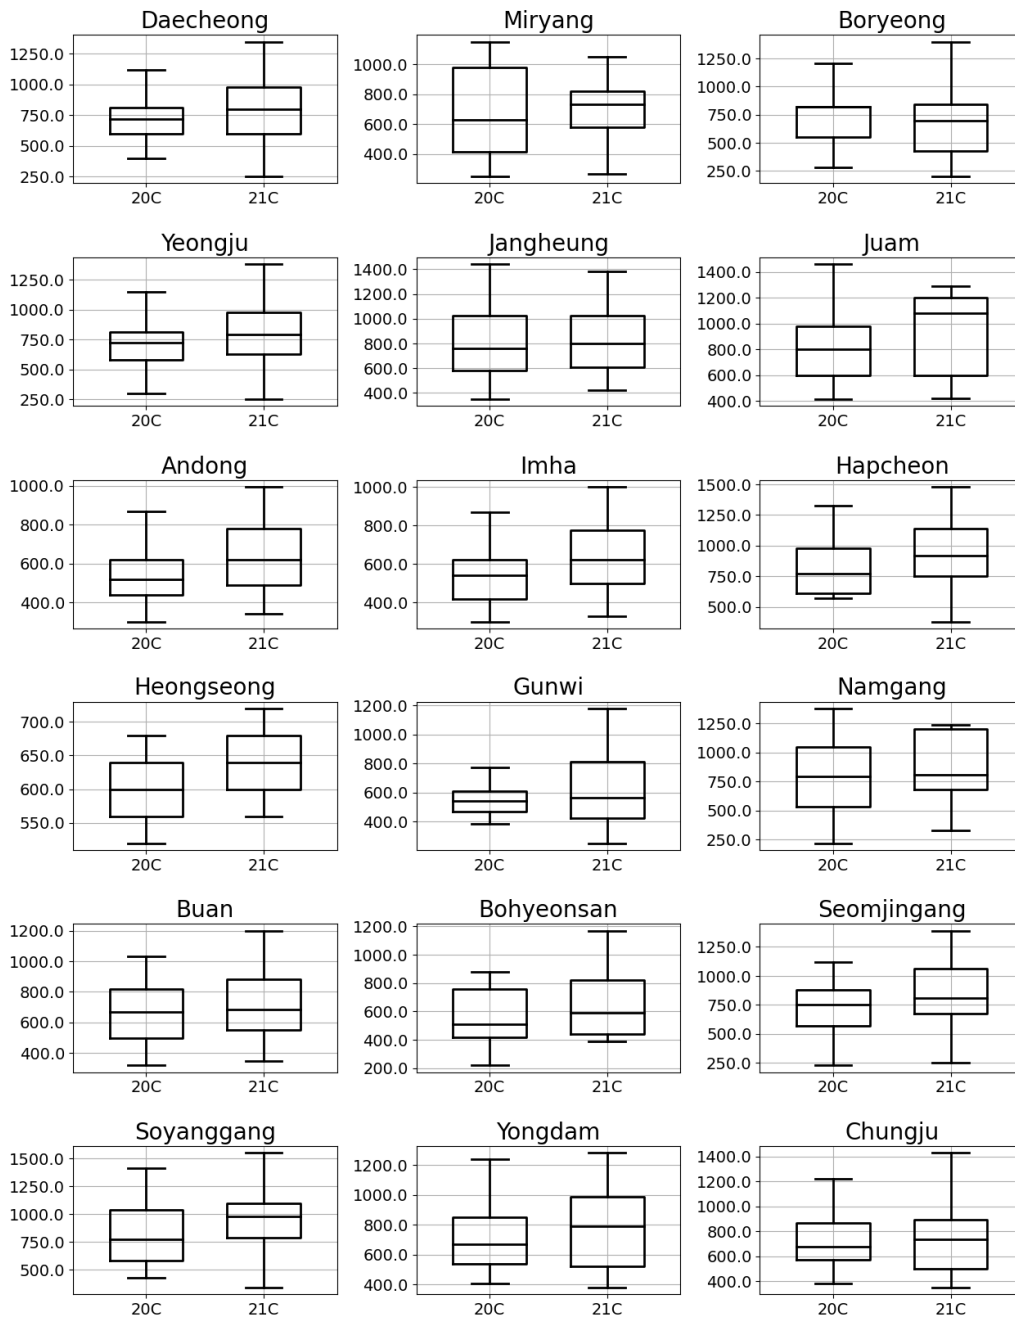 Daecheong
1250.0
1000.0
750.0
500.0
250.0
20C 21C
Miryang
1000.0
800.0
600.0
400.0
20C 21C
Boryeong
1250.0
1000.0
750.0
500.0
250.0
20C 21C
Yeongju
1250.0
1000.0
750.0
500.0
250.0
20C 21C
Jangheung
1400.0
1200.0
1000.0
800.0
600.0
400.0
20C 21C
Juam
1400.0
1200.0
1000.0
800.0
600.0
400.0
20C 21C
Andong
1000.0
800.0
600.0
400.0
20C 21C
Imha
1000.0
800.0
600.0
400.0
20C 21C
Hapcheon
1500.0
1250.0
1000.0
750.0
500.0
20C 21C
Heongseong
700.0
650.0
600.0
550.0
20C 21C
Gunwi
1200.0
1000.0
800.0
600.0
400.0
20C 21C
Namgang
1250.0
1000.0
750.0
500.0
250.0
20C 21C
Buan
1200.0
1000.0
800.0
600.0
400.0
20C 21C
Bohyeonsan
1200.0
1000.0
800.0
600.0
400.0
200.0
20C 21C
Seomjingang
1250.0
1000.0
750.0
500.0
250.0
20C 21C
Soyanggang
1500.0
1250.0
1000.0
750.0
500.0
20C 21C
Yongdam
1200.0
1000.0
800.0
600.0
400.0
20C 21C
Chungju
1400.0
1200.0
1000.0
800.0
600.0
400.0
20C 21C